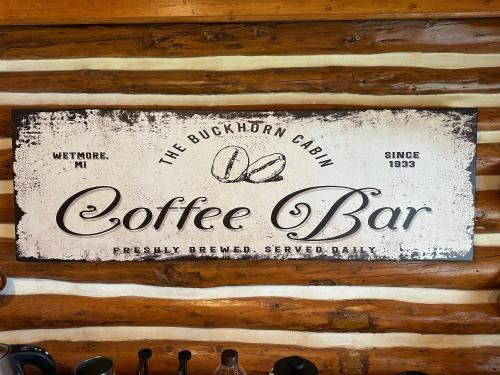 THE BUCKHORN CABIN
WETMORE,
MI
SINCE
1933
Coffee Bar
FRESHLY BREWED. SERVED DAILY